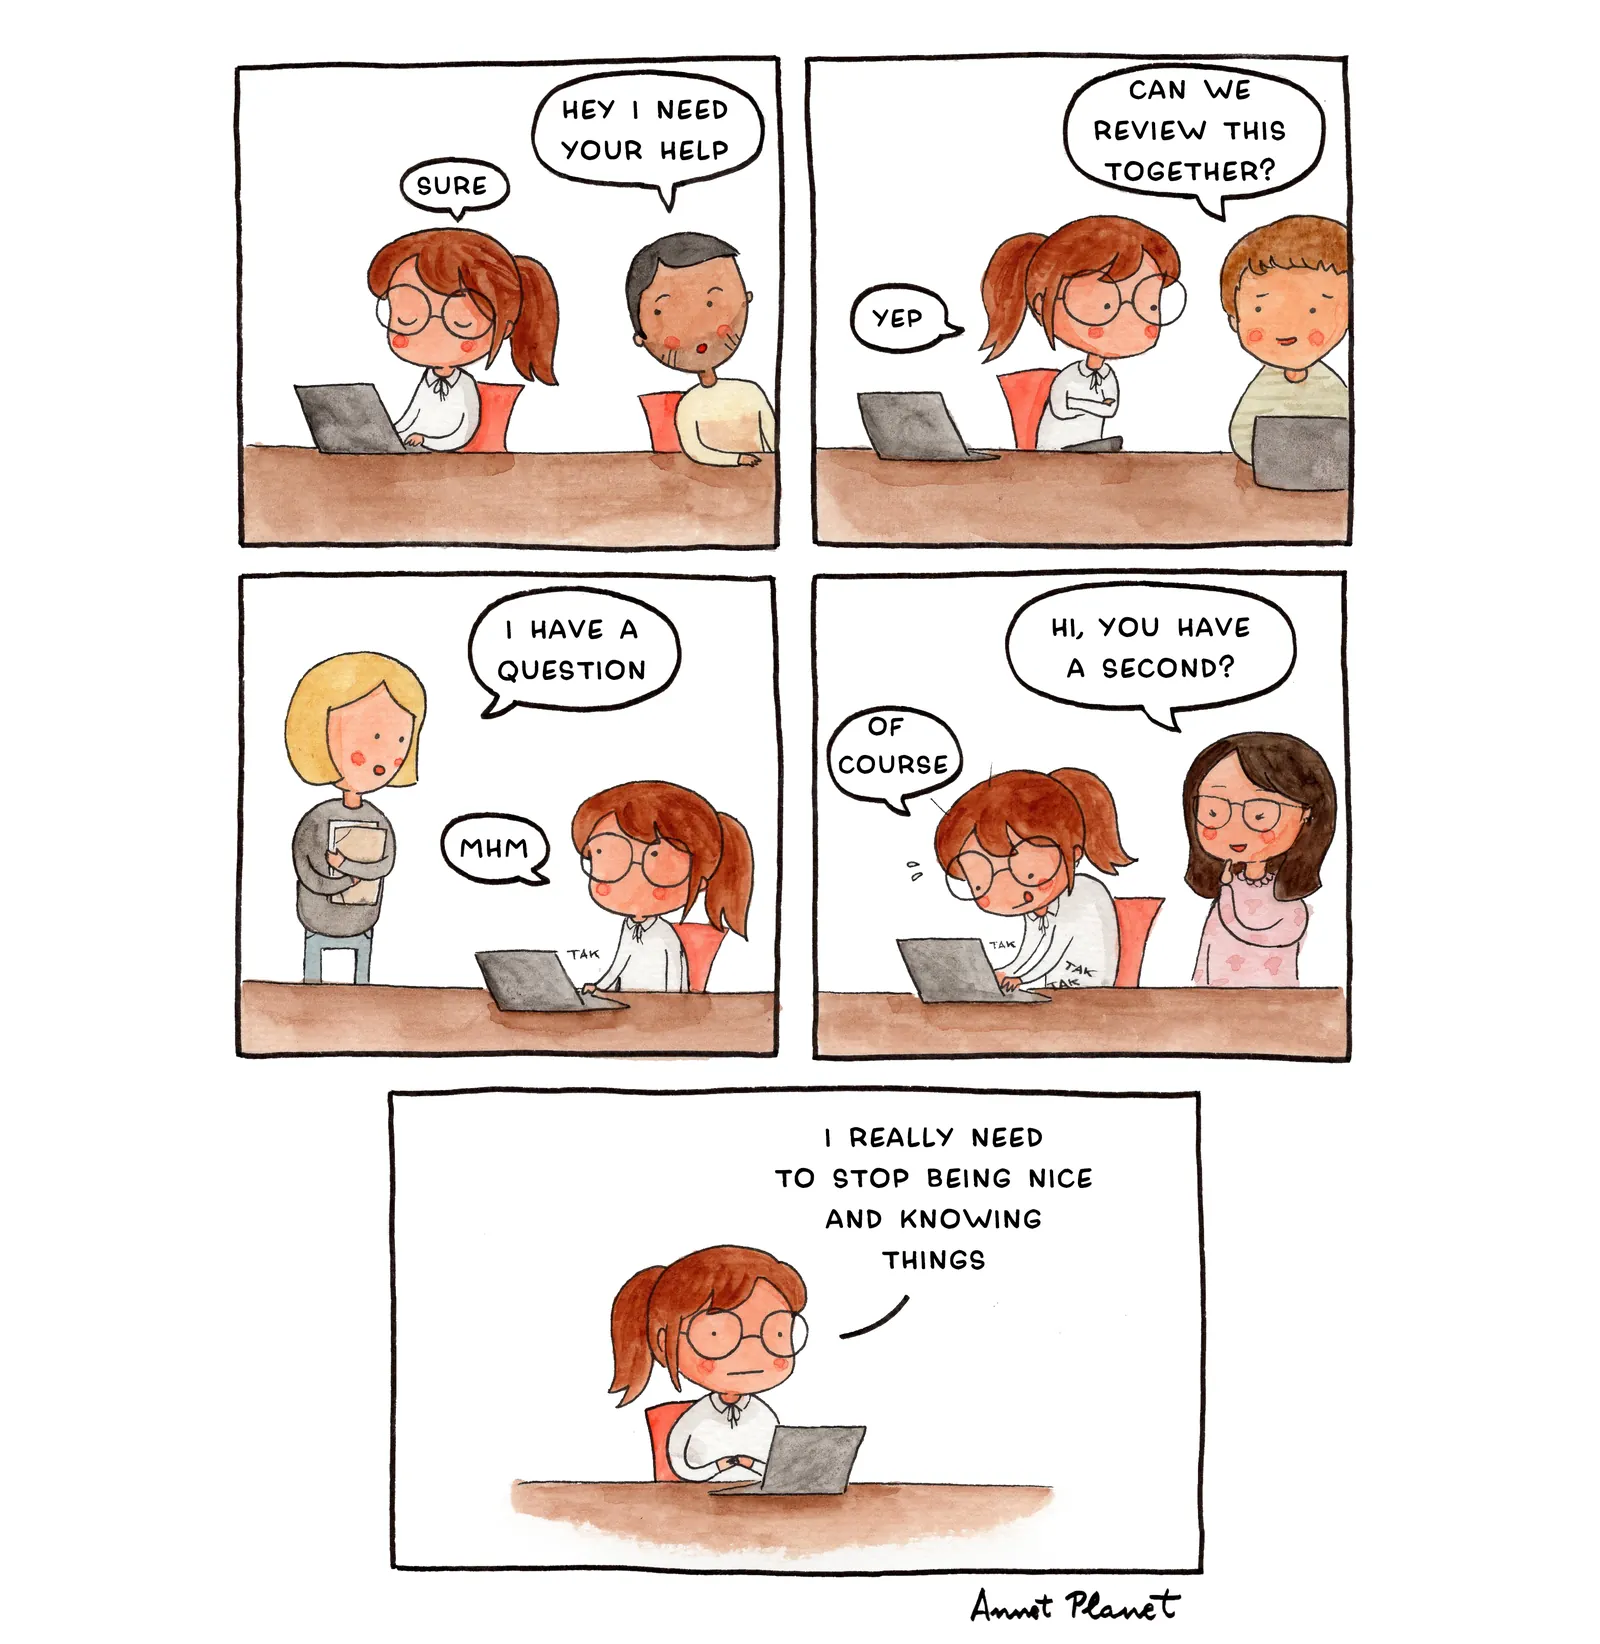 HEY I NEED
YOUR HELP
SURE
CAN WE
REVIEW THIS
TOGETHER?
YEP
I HAVE A
QUESTION
MHM
TAK
HI, YOU HAVE
A SECOND?
OF
COURSE
TAK
TAK
TAK
I REALLY NEED
TO STOP BEING NICE
AND KNOWING
THINGS
Annot Planet